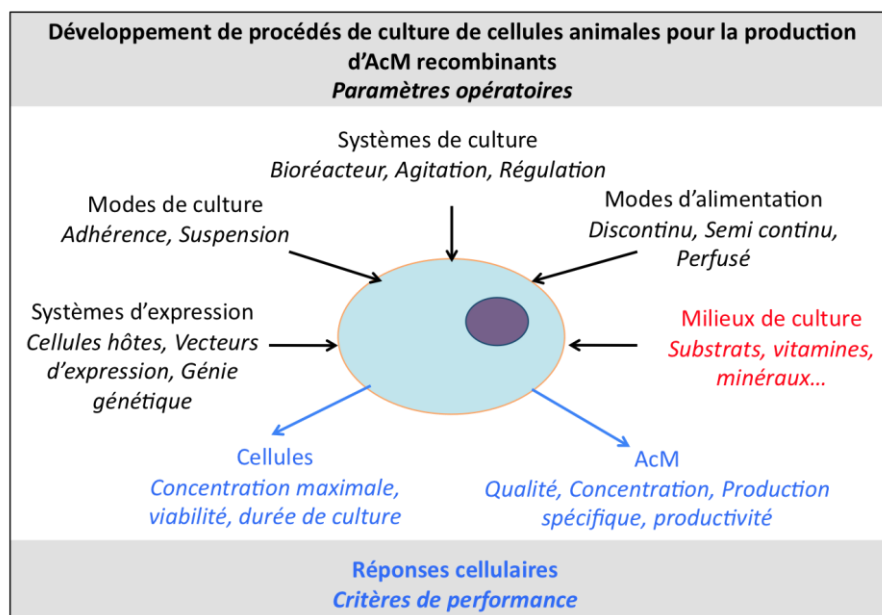 Développement de procédés de culture de cellules animales pour la production
d’AcM recombinants
Paramètres opératoires
Systèmes de culture
Bioréacteur, Agitation, Régulation
Modes de culture
Adhérence, Suspension
Modes d’alimentation
Discontinu, Semi continu,
Perfusé
Systèmes d’expression
Cellules hôtes, Vecteurs
d’expression, Génie
génétique
Milieux de culture
Substrats, vitamines,
minéraux...
Cellules
Concentration maximale,
viabilité, durée de culture
AcM
Qualité, Concentration, Production
spécifique, productivité
Réponses cellulaires
Critères de performance